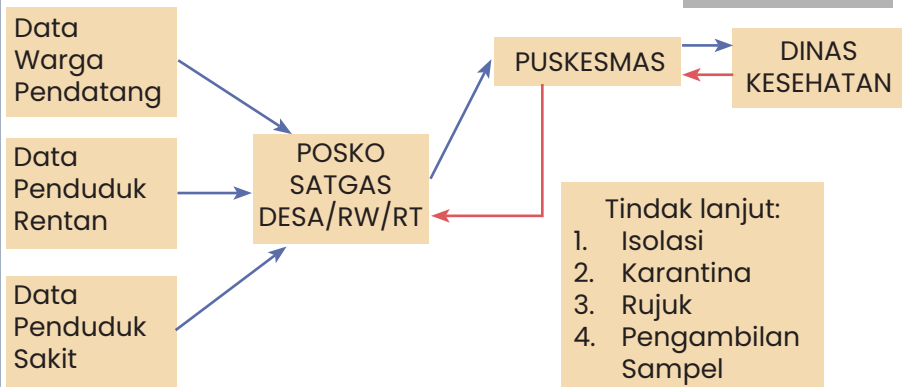 Data
Warga
Pendatang
Data
Penduduk
Rentan
Data
Penduduk
Sakit
POSKO
SATGAS
DESA/RW/RT
PUSKESMAS
DINAS
KESEHATAN
Tindak lanjut:
1. Isolasi
2. Karantina
3. Rujuk
4. Pengambilan
Sampel